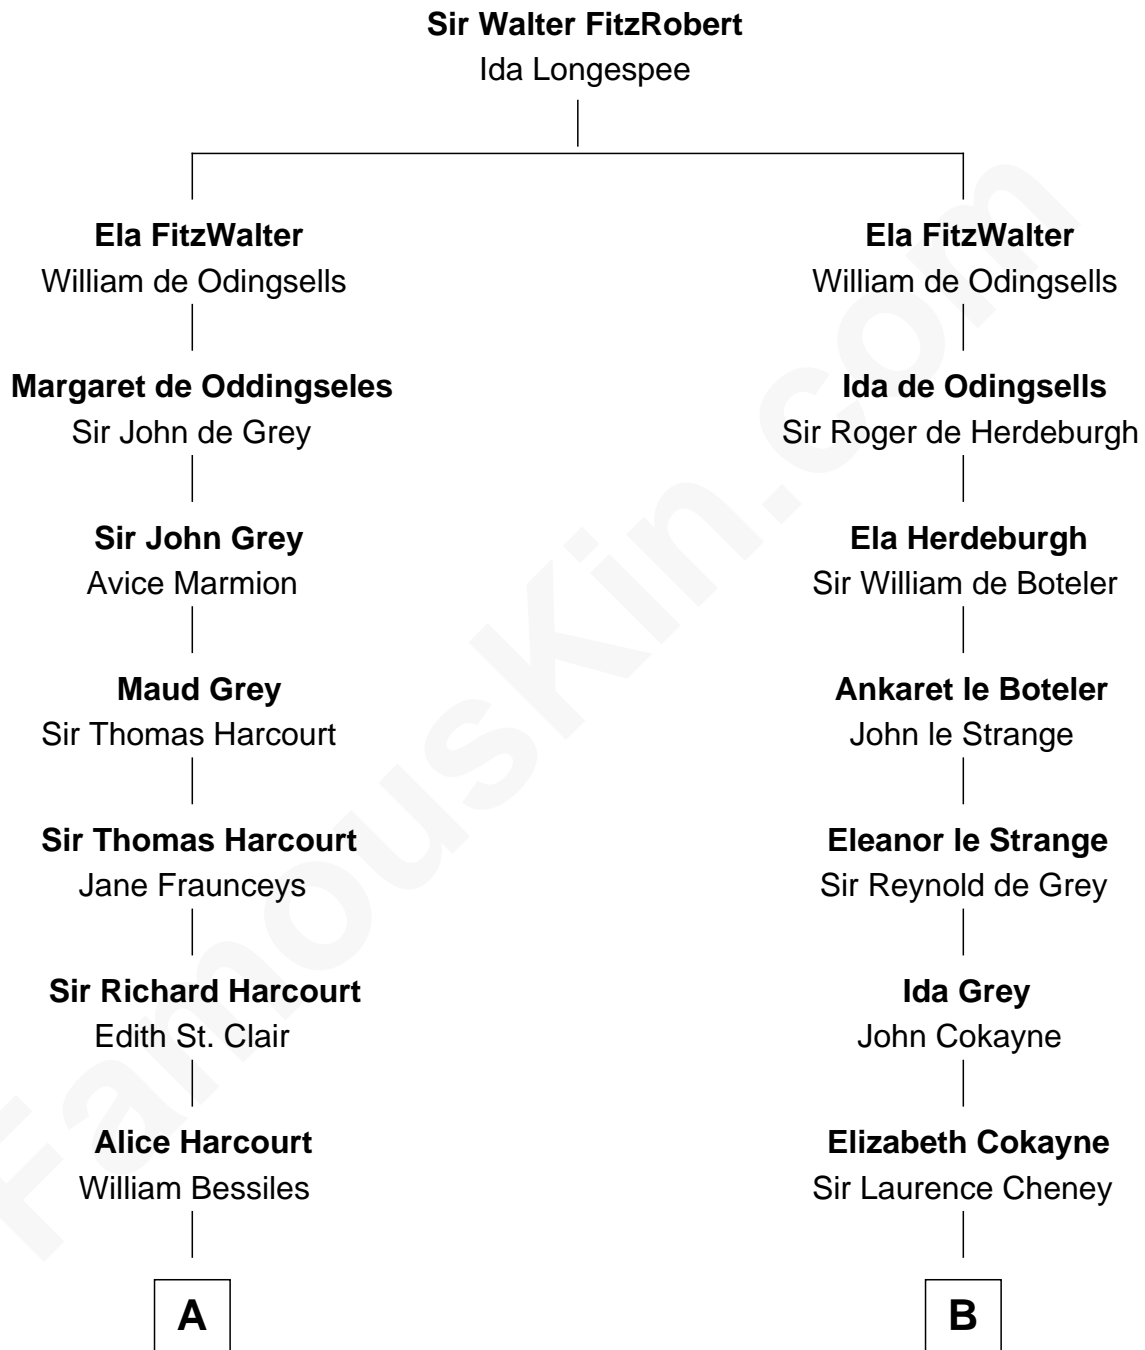 Sir Walter FitzRobert
Ida Longespee
Ela FitzWalter
William de Odingsells
Margaret de Oddingseles
Sir John de Grey
Sir John Grey
Avice Marmion
Maud Grey
Sir Thomas Harcourt
Sir Thomas Harcourt
Jane Fraunceys
Sir Richard Harcourt
Edith St. Clair
Alice Harcourt
William Bessiles
A
Ela FitzWalter
William de Odingsells
Ida de Odingsells
Sir Roger de Herdeburgh
Ela Herdeburgh
Sir William de Boteler
Ankaret le Boteler
John le Strange
Eleanor le Strange
Sir Reynold de Grey
Ida Grey
John Cokayne
Elizabeth Cokayne
Sir Laurence Cheney
B
FamousKin.com